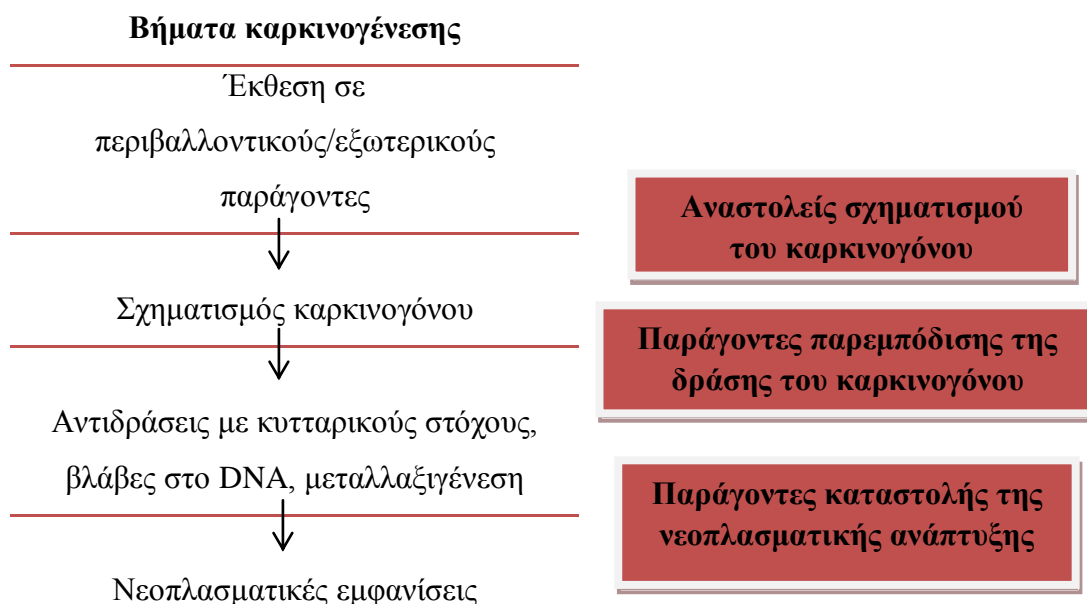 Βήματα καρκινογένεσης
Έκθεση σε
περιβαλλοντικούς/εξωτερικούς
παράγοντες
Σχηματισμός καρκινογόνου
Αντιδράσεις με κυτταρικούς στόχους,
βλάβες στο DNA, μεταλλαξιγένεση
Νεοπλασματικές εμφανίσεις
Αναστολείς σχηματισμού
του καρκινογόνου
Παράγοντες παρεμπόδισης της
δράσης του καρκινογόνου
Παράγοντες καταστολής της
νεοπλασματικής ανάπτυξης